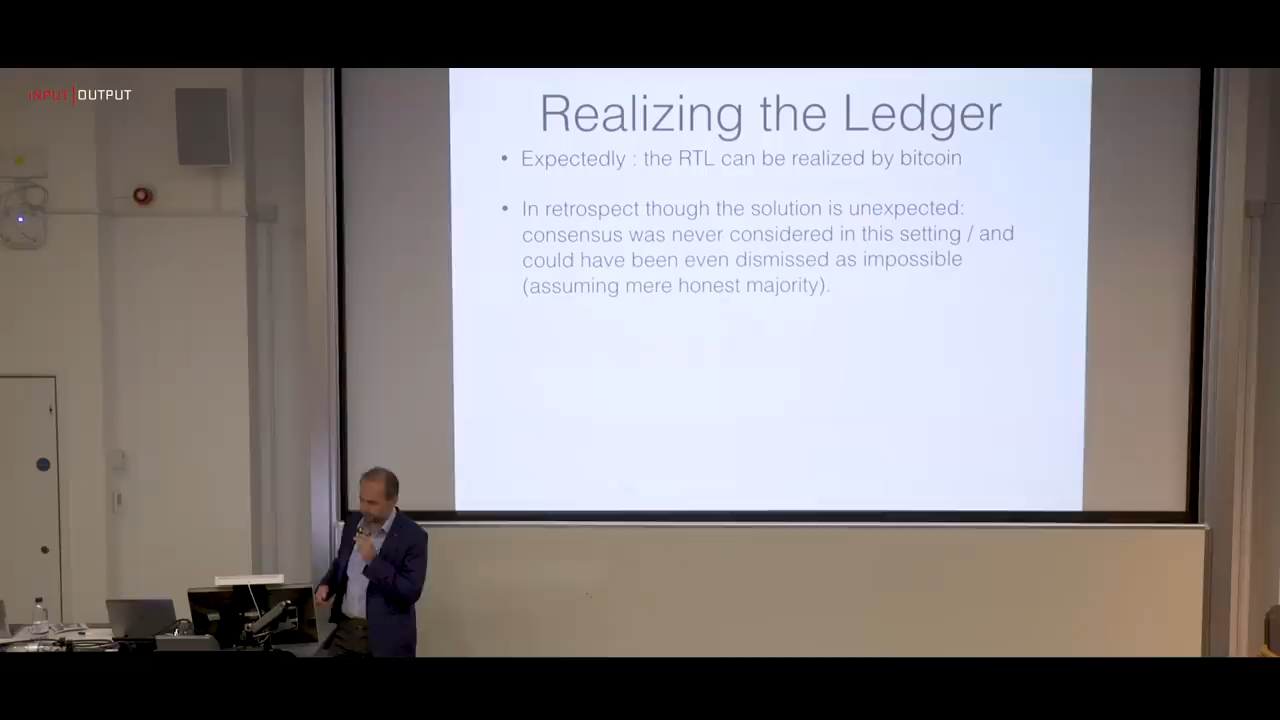 INPUT|OUTPUT
Realizing the Ledger
• Expectedly : the RTL can be realized by bitcoin
• In retrospect though the solution is unexpected:
consensus was never considered in this setting / and
could have been even dismissed as impossible
(assuming mere honest majority).